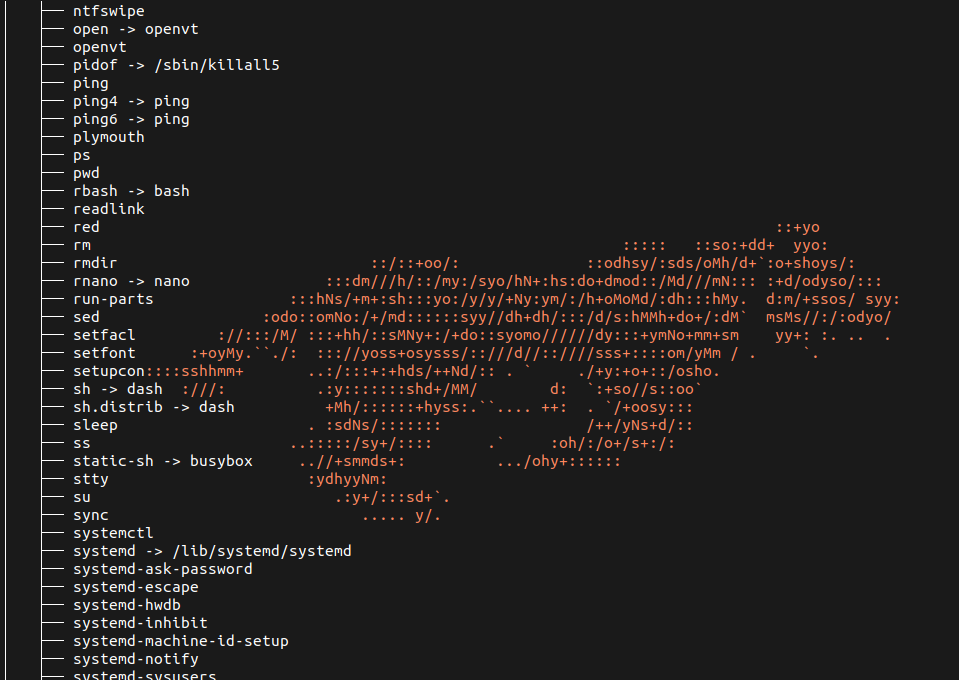 ├── ntfswipe
├── open -> openvt
├── openvt
├── pidof -> /sbin/killall5
├── ping
├── ping4 -> ping
├── ping6 -> ping
├── plymouth
├── ps
├── pwd
├── rbash -> bash
├── readlink
├── red ::+yo
├── rm ::::: ::so:+dd+ yyo:
├── rmdir ::/::+oo/: ::odhsy/:sds/oMh/d+`:o+shoys/:
├── rnano -> nano :::dm///h/::/my:/syo/hN+:hs:do+dmod::/Md///mN::: :+d/odyso/:::
├── run-parts :::hNs/+m+:sh:::yo:/y/y/+Ny:ym/:/h+oMoMd/:dh:::hMy. d:m/+ssos/ syy:
├── sed :odo::omNo:/+/md::::::syy//dh+dh/:::/d/s:hMMh+do+/:dM` msMs//:/:odyo/
├── setfacl ://:::/M/ :::+hh/::sMNy+:/+do::syomo//////dy:::+ymNo+mm+sm yy+: :. .. .
├── setfont :+oyMy.``./: ::://yoss+osysss/::///d//:://///sss+::::om/yMm / . `.
├── setupcon::::sshhmm+ ..:/:::+:+hds/++Nd/:: . ` ./+y:+o+::/osho.
├── sh -> dash :///: .:y:::::::shd+/MM/ d: `:+so//s::oo`
├── sh.distrib -> dash +Mh/::::::+hyss:.``.... ++: . `/+oosy:::
├── sleep . :sdNs/::::::: /++/yNs+d/::
├── ss ..:::::/sy+/:::: .` :oh/:/o+/s+:/:
├── static-sh -> busybox ..//+smmds+: .../ohy+::::::
├── stty :ydhyyNm:
├── su .:y+/:::sd+`.
├── sync ..... y/.
├── systemctl
├── systemd -> /lib/systemd/systemd
├── systemd-ask-password
├── systemd-escape
├── systemd-hwdb
├── systemd-inhibit
├── systemd-machine-id-setup
├── systemd-notify
├── systemd-sysusers